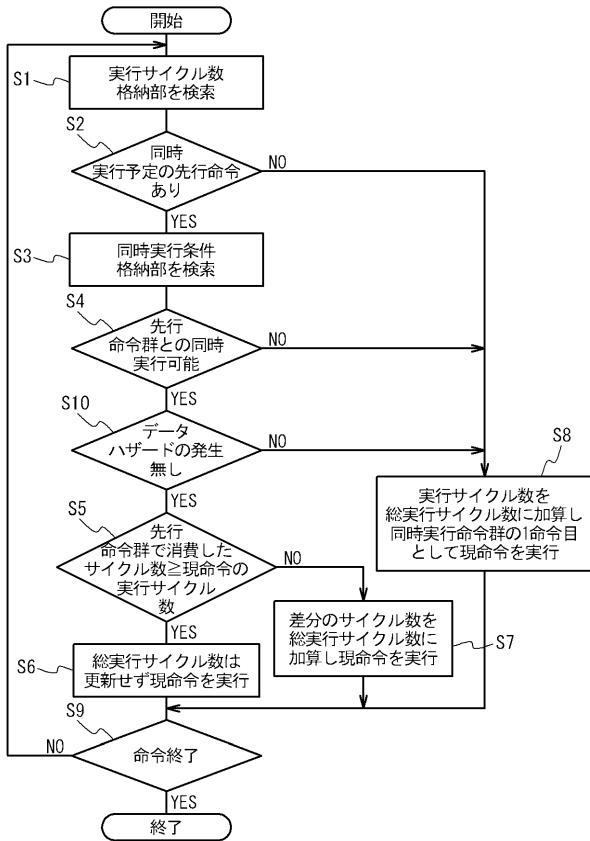 開始
S1
実行サイクル数
格納部を検索
S2
同時
実行予定の先行命令
あり
NO
YES
S3
同時実行条件
格納部を検索
S4
先行
命令群との同時
実行可能
NO
YES
S10
データ
ハザードの発生
無し
NO
YES
S8
実行サイクル数を
総実行サイクル数に加算し
同時実行命令群の1命令目
として現命令を実行
S5
先行
命令群で消費した
サイクル数≧現命令の
実行サイクル
数
NO
YES
S7
差分のサイクル数を
総実行サイクル数に
加算し現命令を実行
S6
総実行サイクル数は
更新せず現命令を実行
S9
命令終了
NO
YES
終了